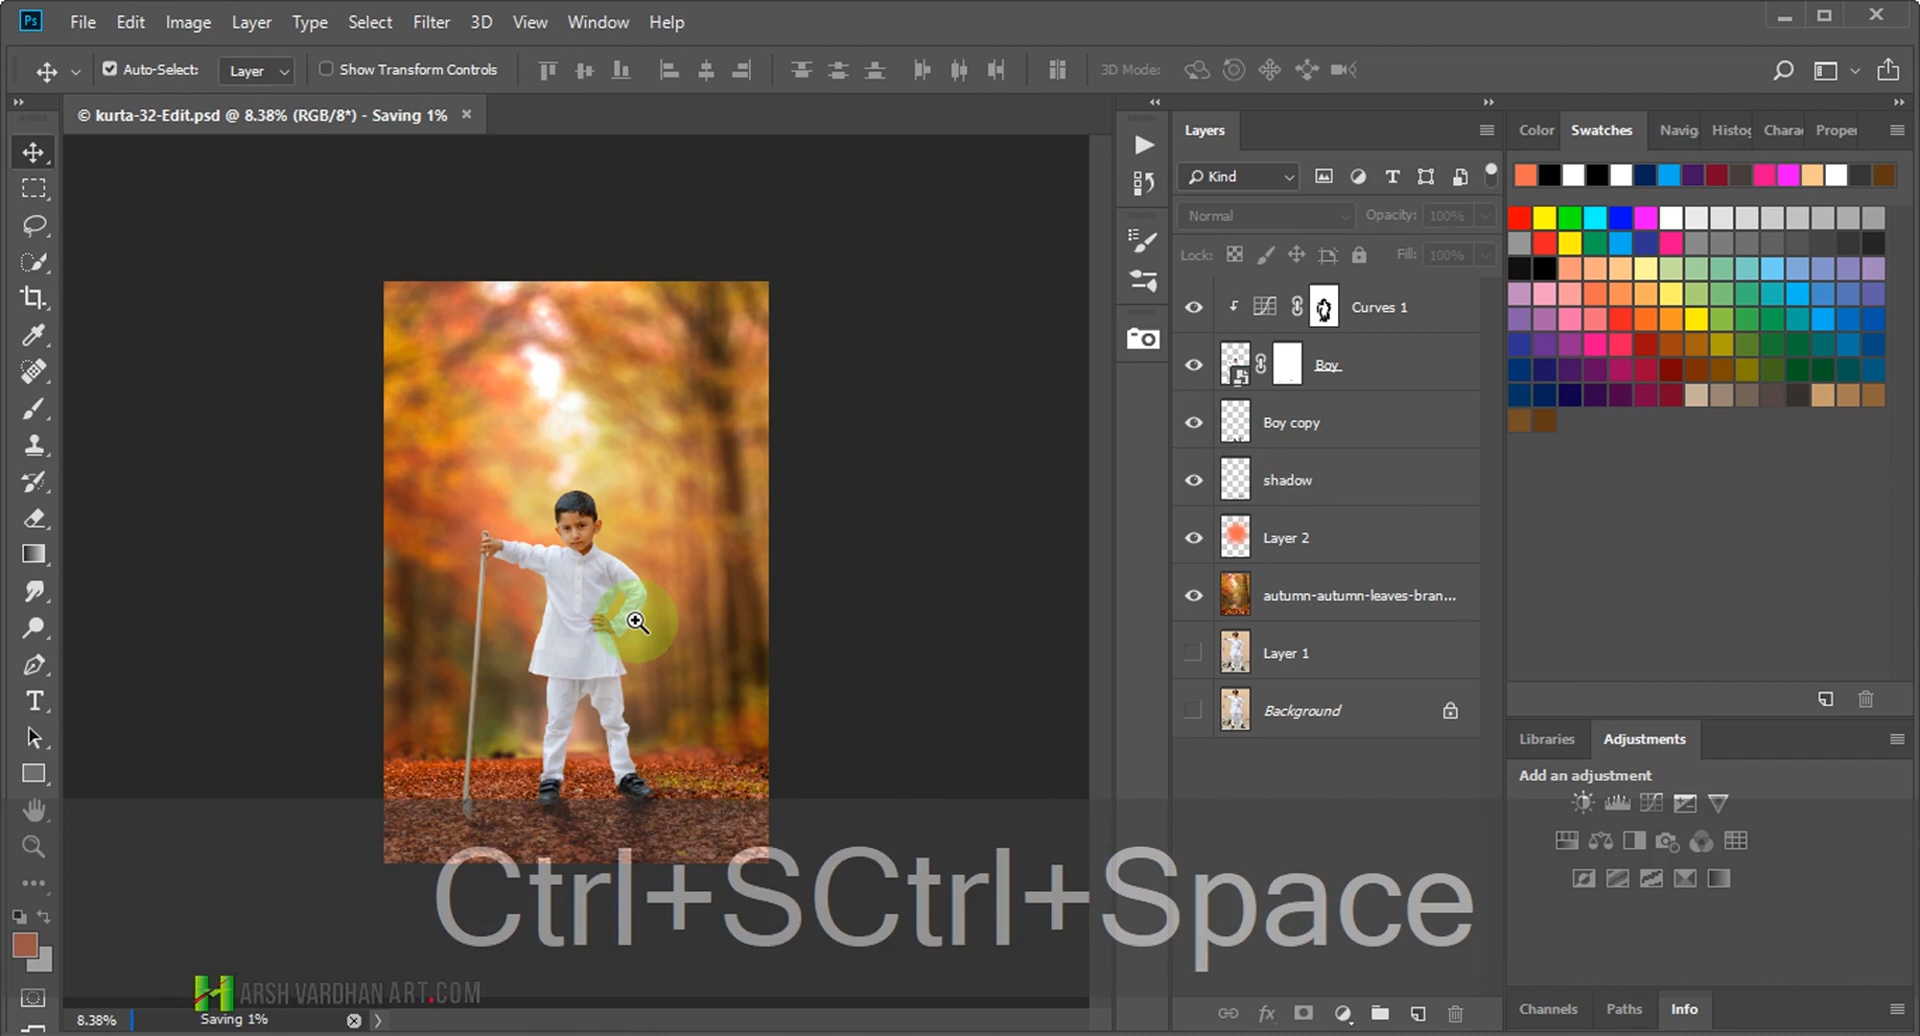 Ps File Edit Image Layer Type Select Filter 3D View Window Help
Auto-Select: Layer Show Transform Controls 3D Mode:
© kurta-32-Edit.psd @ 8.38% (RGB/8*) - Saving 1% ×
Layers
Color Swatches Navig Histog Chara Proper
Kind
Normal Opacity: 100%
Lock: Fill: 100%
Curves 1
Boy
Boy copy
shadow
Layer 2
autumn-autumn-leaves-bran...
Layer 1
Background
Libraries Adjustments
Add an adjustment
Ctrl+SCtrl+Space
HARSH VARDHAN ART.COM
8.38% Saving 1%
fx
Channels Paths Info